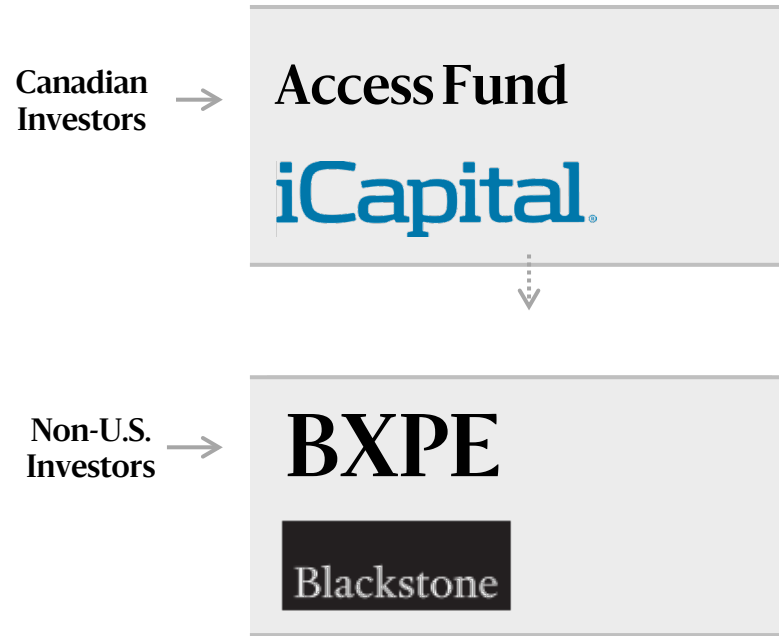 Canadian
Investors
Access Fund
iCapital®
Non-U.S.
Investors
BXPE
Blackstone